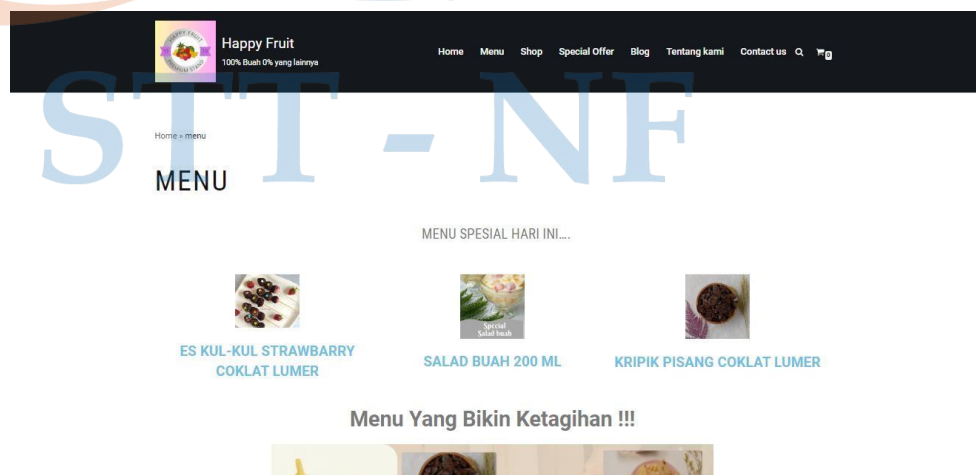 Happy Fruit
100% Buah 0% yang lainnya
Home Menu Shop Special Offer Blog Tentang kami Contact us 0
STT - NF
Home » menu
MENU
MENU SPESIAL HARI INI....
Special
Salad buah
ES KUL-KUL STRAWBARRY
COKLAT LUMER
SALAD BUAH 200 ML
KRIPIK PISANG COKLAT LUMER
Menu Yang Bikin Ketagihan !!!